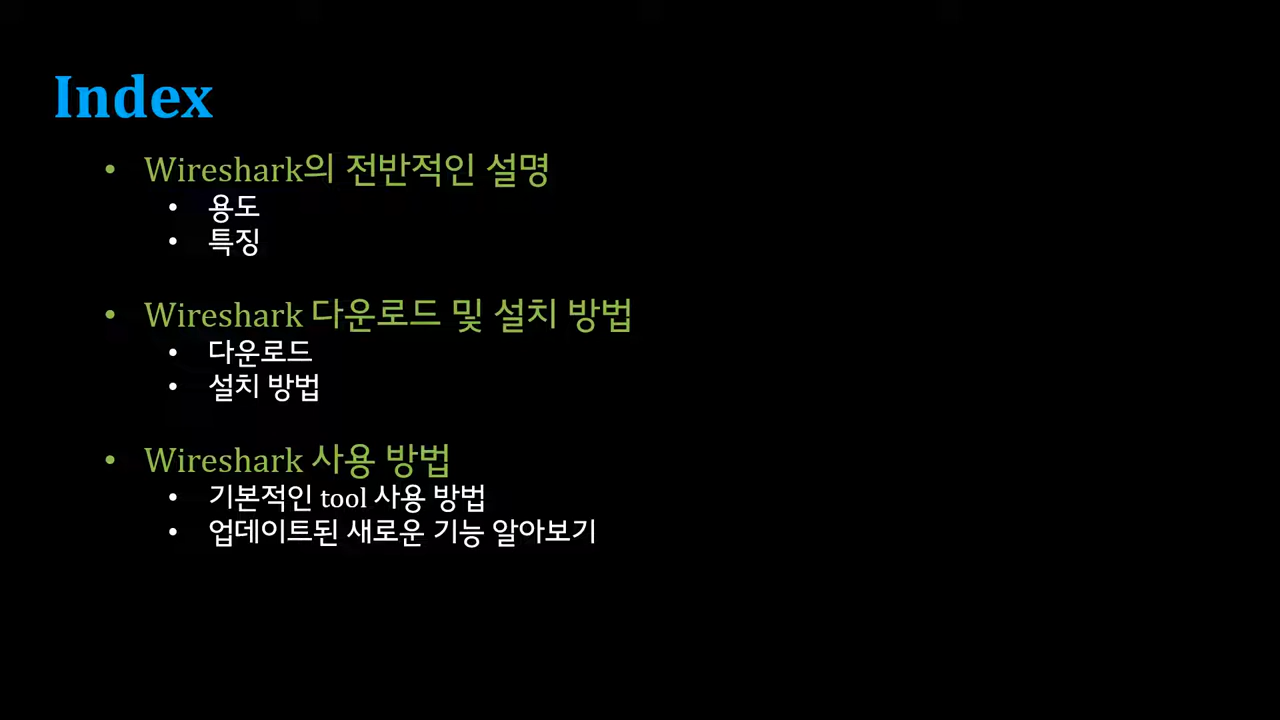 Index
• Wireshark의 전반적인 설명
• 용도
• 특징
• Wireshark 다운로드 및 설치 방법
• 다운로드
• 설치 방법
• Wireshark 사용 방법
• 기본적인 tool 사용 방법
• 업데이트된 새로운 기능 알아보기